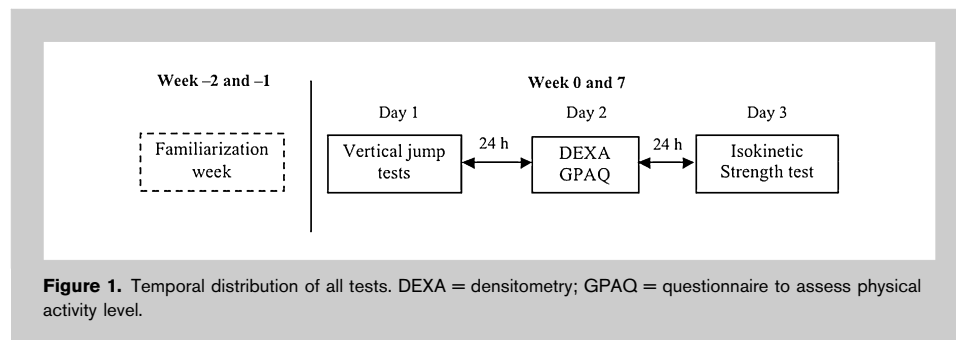 Week –2 and –1
Week 0 and 7
Day 1
Day 2
Day 3
Familiarization
week
Vertical jump
tests
24 h
DEXA
GPAQ
24 h
Isokinetic
Strength test
Figure 1. Temporal distribution of all tests. DEXA = densitometry; GPAQ = questionnaire to assess physical
activity level.